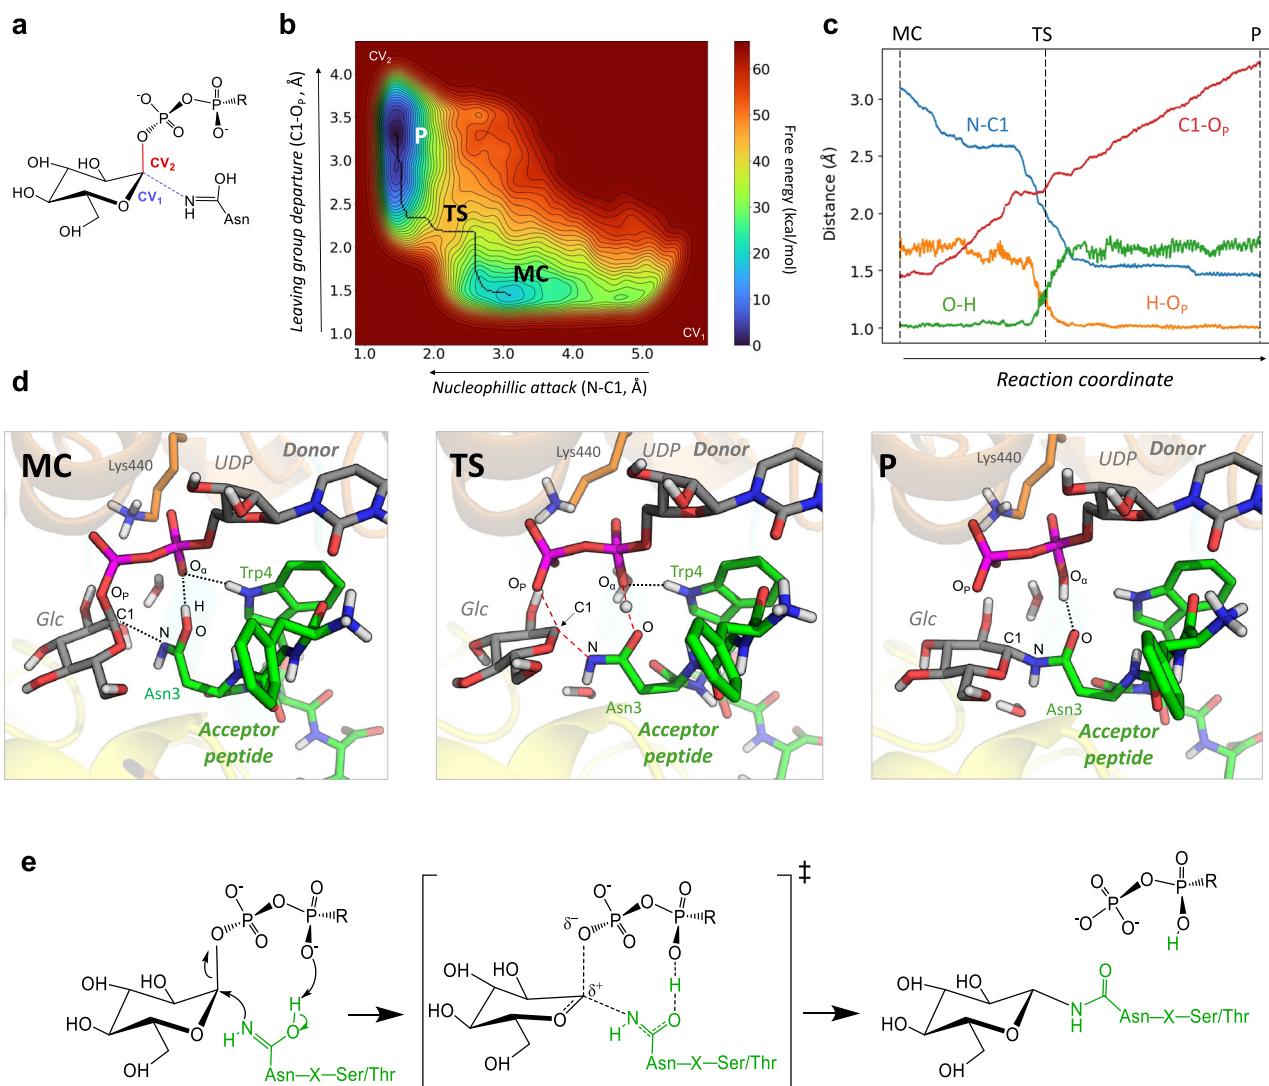 a
O
O⁻
O
P
O
P
R
O
O⁻
O
OH
HO
HO
CV₂
CV₁
O
OH
NH
Asn
OH
b
Leaving group departure (C1-Oₚ, Å)
CV₂
4.0
3.5
3.0
2.5
2.0
1.5
1.0
P
TS
MC
CV₁
1.0
2.0
3.0
4.0
5.0
Nucleophillic attack (N-C1, Å)
60
50
40
30
20
10
0
Free energy (kcal/mol)
c
MC
TS
P
Distance (Å)
3.0
2.5
2.0
1.5
1.0
N-C1
C1-Oₚ
O-H
H-Oₚ
Reaction coordinate
d
MC
Lys440
UDP
Donor
Oα
Trp4
Oₚ
H
C1
Glc
O
N
Asn3
Acceptor
peptide
TS
Lys440
UDP
Donor
Oα
Trp4
Oₚ
C1
Glc
O
N
Asn3
Acceptor
peptide
P
UDP
Donor
Lys440
Oα
Trp4
Oₚ
Glc
C1
N
O
Asn3
Acceptor
peptide
e
O⁻
O
O
P
P
R
O
O
O⁻
OH
HO
HO
O
H
N
O
H
OH
Asn—X—Ser/Thr
‡
O⁻
O
O
δ⁻
P
P
R
O
O
O
OH
HO
H
δ⁺
HO
O
N
O
H
OH
Asn—X—Ser/Thr
O
O
O
P
P
R
⁻O
O⁻
O
H
OH
HO
O
HO
O
N
H
Asn—X—Ser/Thr
OH